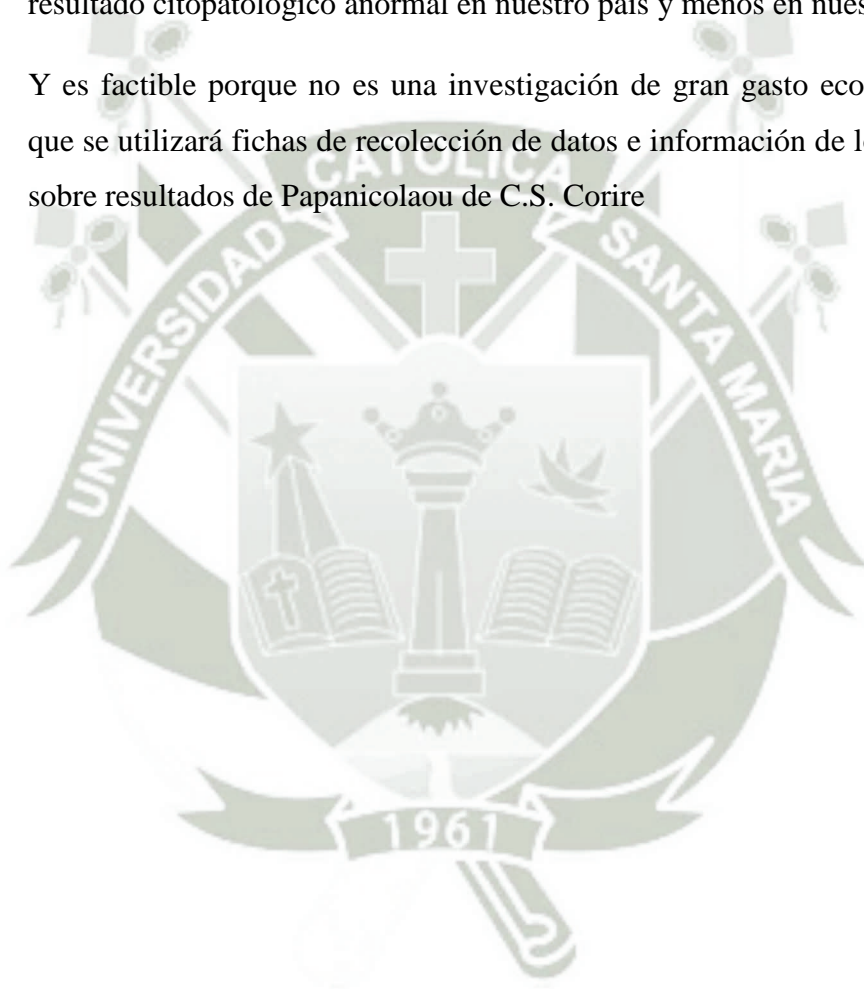 resultado citopatológico anormal en nuestro país y menos en nues
Y es factible porque no es una investigación de gran gasto eco
que se utilizará fichas de recolección de datos e información de l
sobre resultados de Papanicolaou de C.S. Corire
UNIVERSIDAD CATOLICA SANTA MARIA
1961